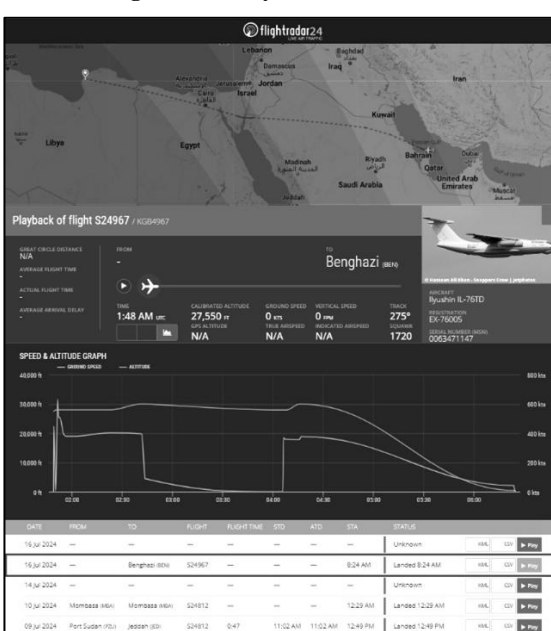 flightradar24
LIVE AIR TRAFFIC
Lebanon
Baghdad
Damascus
Iraq
Iran
Alexandria
Jerusalem
Jordan
Cairo
Israel
Kuwait
Libya
Egypt
Madinah
Riyadh
Bahrain
Dubai
Qatar
United Arab
Emirates
Muscat
Saudi Arabia
Jeddah
Playback of flight S24967 / KGB4967
GREAT CIRCLE DISTANCE
N/A
AVERAGE FLIGHT TIME
-
ACTUAL FLIGHT TIME
-
AVERAGE ARRIVAL DELAY
-
FROM
-
TO
Benghazi (BEN)
TIME
1:48 AM UTC
CALIBRATED ALTITUDE
27,550 FT
GPS ALTITUDE
N/A
GROUND SPEED
0 KTS
TRUE AIRSPEED
N/A
VERTICAL SPEED
0 FPM
INDICATED AIRSPEED
N/A
TRACK
275°
SQUAWK
1720
AIRCRAFT
Ilyushin IL-76TD
REGISTRATION
EX-76005
SERIAL NUMBER (MSN)
0063471147
SPEED & ALTITUDE GRAPH
GROUND SPEED ALTITUDE
40,000 ft 800 kts
30,000 ft 600 kts
20,000 ft 400 kts
10,000 ft 200 kts
0 ft 0 kts
02:00 02:30 03:00 03:30 04:00 04:30 05:00 05:30 06:00
DATE FROM TO FLIGHT FLIGHT TIME STD ATD STA STATUS
16 Jul 2024 — — — — — — — Unknown KML CSV Play
16 Jul 2024 — Benghazi (BEN) S24967 — — — 8:24 AM Landed 8:24 AM KML CSV Play
14 Jul 2024 — — — — — — — Unknown KML CSV Play
10 Jul 2024 Mombasa (MBA) Mombasa (MBA) S24812 — — — 12:29 AM Landed 12:29 AM KML CSV Play
09 Jul 2024 Port Sudan (PZU) Jeddah (JED) S24812 0:47 11:02 AM 11:02 AM 12:49 PM Landed 12:49 PM KML CSV Play